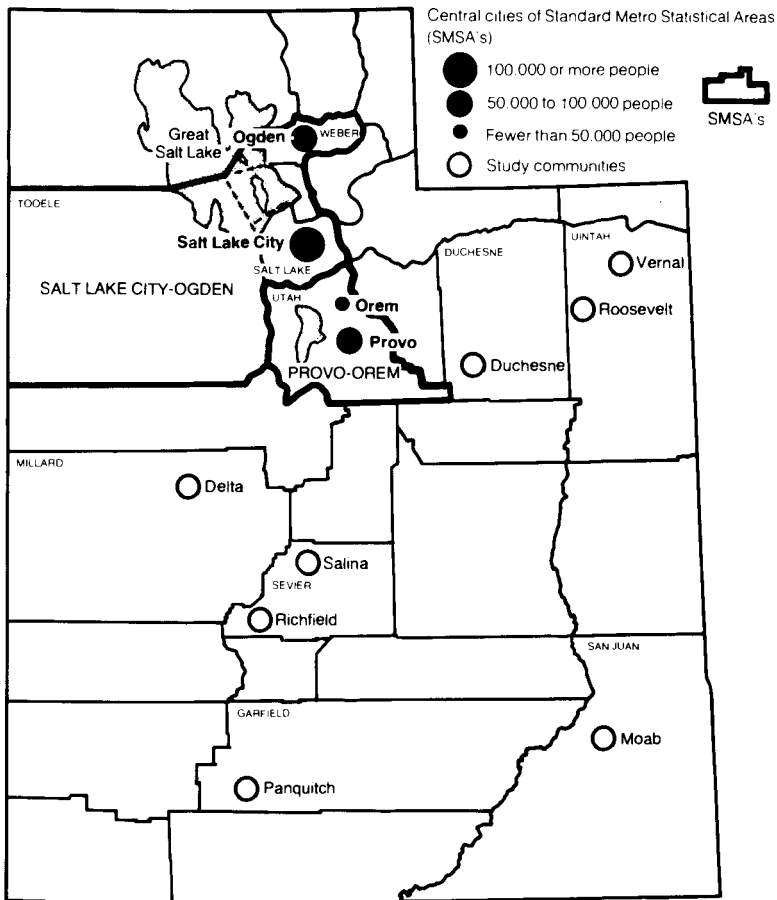 Central cities of Standard Metro Statistical Areas
(SMSA's)
100.000 or more people
50.000 to 100.000 people
Fewer than 50.000 people
Study communities
SMSA's
Great
Salt Lake
Ogden
WEBER
TOOELE
Salt Lake City
SALT LAKE
DUCHESNE
UINTAH
Vernal
SALT LAKE CITY-OGDEN
UTAH
Orem
Roosevelt
Provo
PROVO-OREM
Duchesne
MILLARD
Delta
Salina
SEVIER
Richfield
SAN JUAN
GARFIELD
Moab
Panquitch